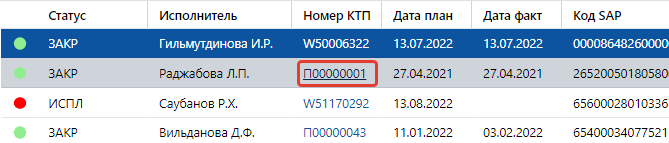 Статус Исполнитель Номер КТП Дата план Дата факт Код SAP
ЗАКР Гильмутдинова И.Р. W50006322 13.07.2022 13.07.2022 00008648260000
ЗАКР Раджабова Л.П. П00000001 27.04.2021 27.04.2021 26520050180580
ИСПЛ Саубанов Р.Х. W51170292 13.08.2022 65600028010336
ЗАКР Вильданова Д.Ф. П00000043 11.01.2022 03.02.2022 65400034077521